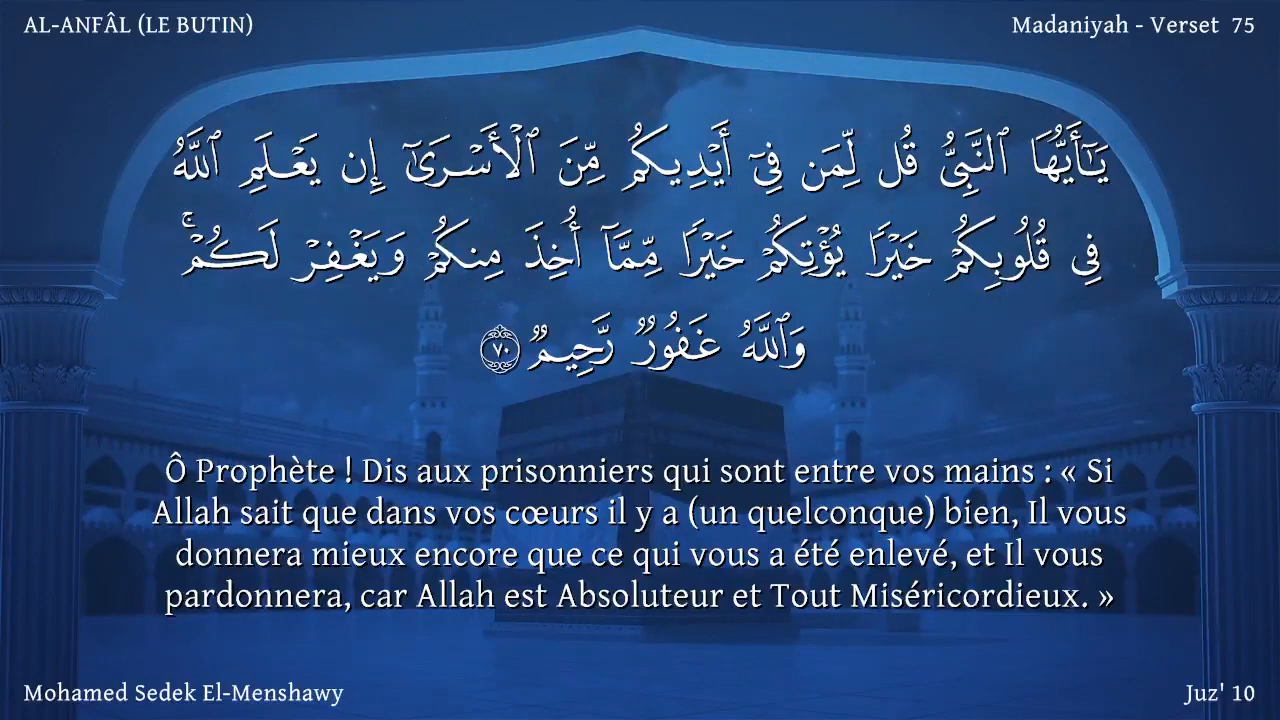 AL-ANFÂL (LE BUTIN)
Madaniyah - Verset 75
يَـٰٓأَيُّهَا ٱلنَّبِىُّ قُل لِّمَن فِىٓ أَيْدِيكُم مِّنَ ٱلْأَسْرَىٰٓ إِن يَعْلَمِ ٱللَّهُ
فِى قُلُوبِكُمْ خَيْرًا يُؤْتِكُمْ خَيْرًا مِّمَّآ أُخِذَ مِنكُمْ وَيَغْفِرْ لَكُمْ ۗ
وَٱللَّهُ غَفُورٌ رَّحِيمٌ ٧٠
Ô Prophète ! Dis aux prisonniers qui sont entre vos mains : « Si
Allah sait que dans vos cœurs il y a (un quelconque) bien, Il vous
donnera mieux encore que ce qui vous a été enlevé, et Il vous
pardonnera, car Allah est Absoluteur et Tout Miséricordieux. »
Mohamed Sedek El-Menshawy
Juz' 10